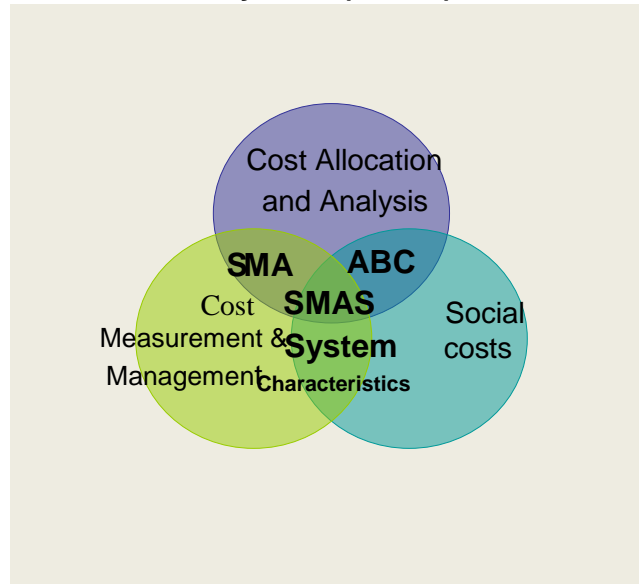 Cost Allocation
and Analysis
SMA
ABC
Cost
Measurement &
Management
SMAS
System
Characteristics
Social
costs